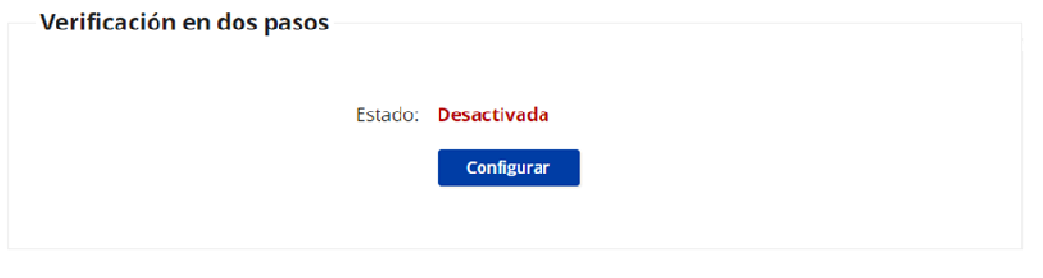 Verificación en dos pasos
Estado: Desactivada
Configurar